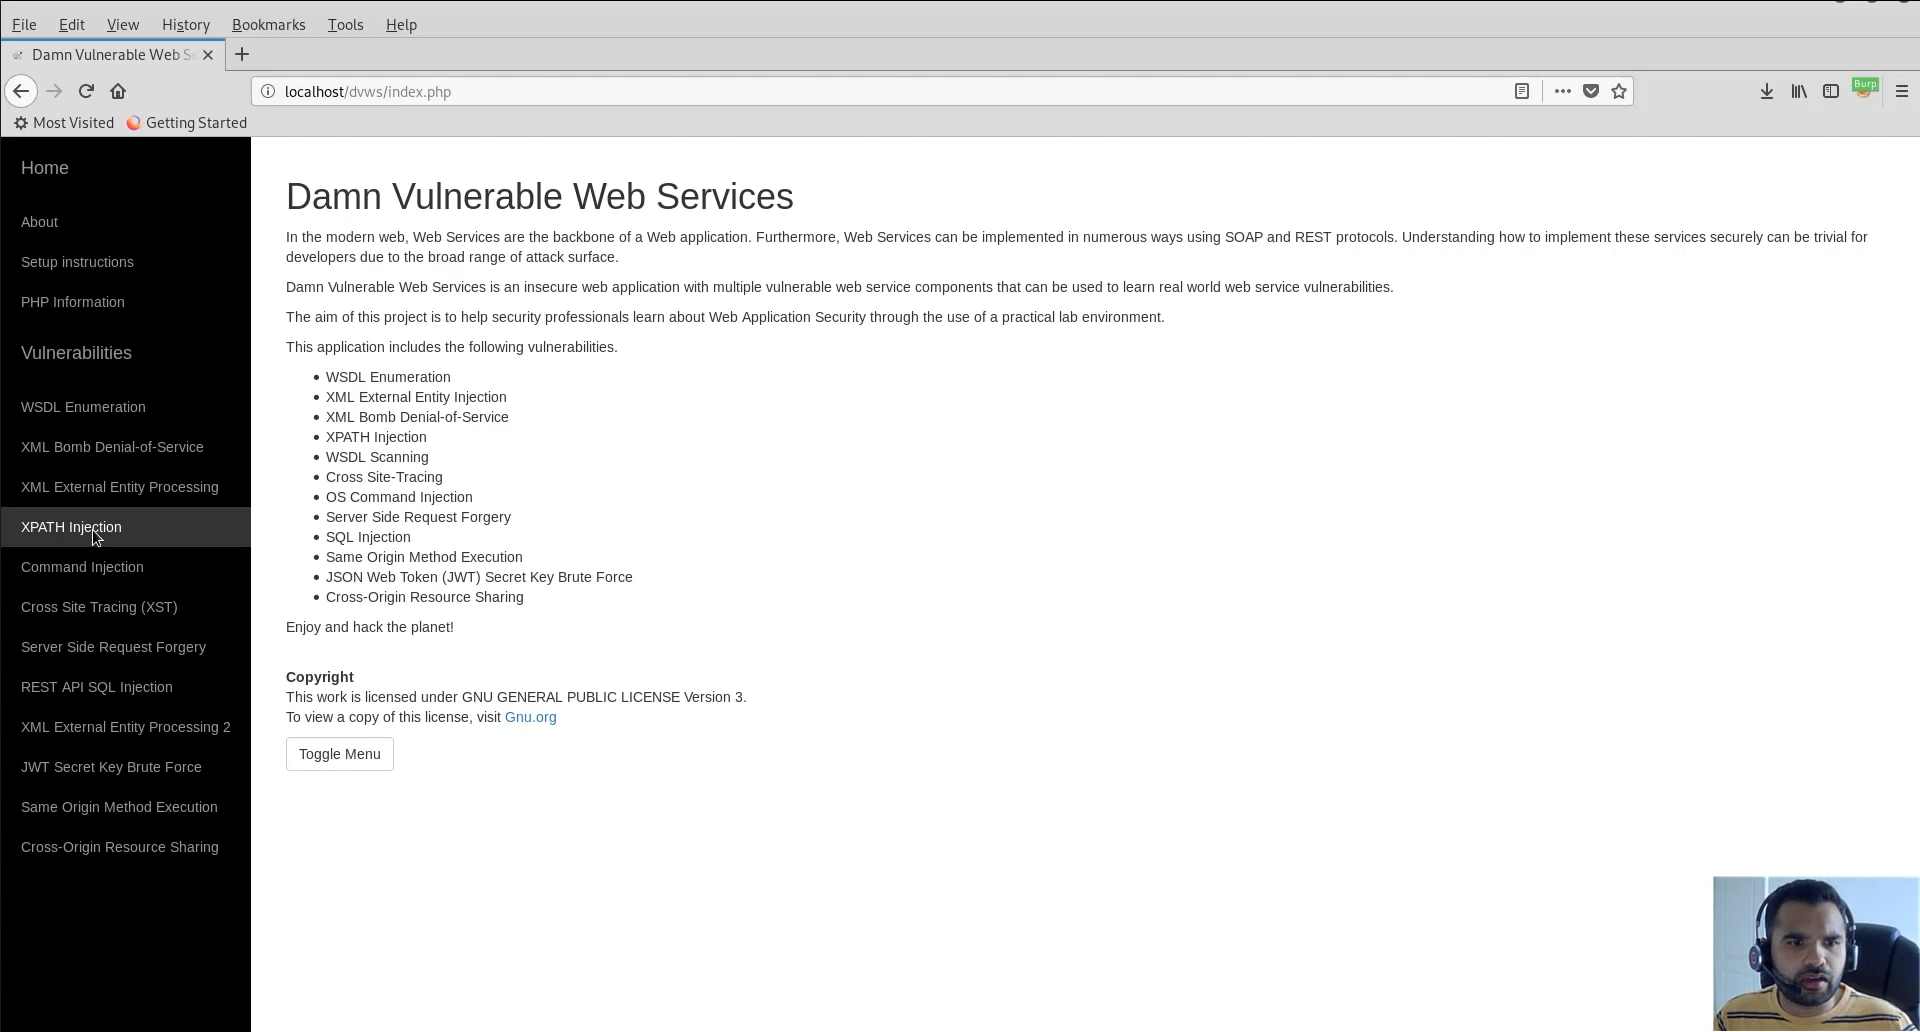 File Edit View History Bookmarks Tools Help
Damn Vulnerable Web S
localhost/dvws/index.php
Burp
Most Visited Getting Started
Home
About
Setup instructions
PHP Information
Vulnerabilities
WSDL Enumeration
XML Bomb Denial-of-Service
XML External Entity Processing
XPATH Injection
Command Injection
Cross Site Tracing (XST)
Server Side Request Forgery
REST API SQL Injection
XML External Entity Processing 2
JWT Secret Key Brute Force
Same Origin Method Execution
Cross-Origin Resource Sharing
Damn Vulnerable Web Services
In the modern web, Web Services are the backbone of a Web application. Furthermore, Web Services can be implemented in numerous ways using SOAP and REST protocols. Understanding how to implement these services securely can be trivial for
developers due to the broad range of attack surface.
Damn Vulnerable Web Services is an insecure web application with multiple vulnerable web service components that can be used to learn real world web service vulnerabilities.
The aim of this project is to help security professionals learn about Web Application Security through the use of a practical lab environment.
This application includes the following vulnerabilities.
• WSDL Enumeration
• XML External Entity Injection
• XML Bomb Denial-of-Service
• XPATH Injection
• WSDL Scanning
• Cross Site-Tracing
• OS Command Injection
• Server Side Request Forgery
• SQL Injection
• Same Origin Method Execution
• JSON Web Token (JWT) Secret Key Brute Force
• Cross-Origin Resource Sharing
Enjoy and hack the planet!
Copyright
This work is licensed under GNU GENERAL PUBLIC LICENSE Version 3.
To view a copy of this license, visit Gnu.org
Toggle Menu